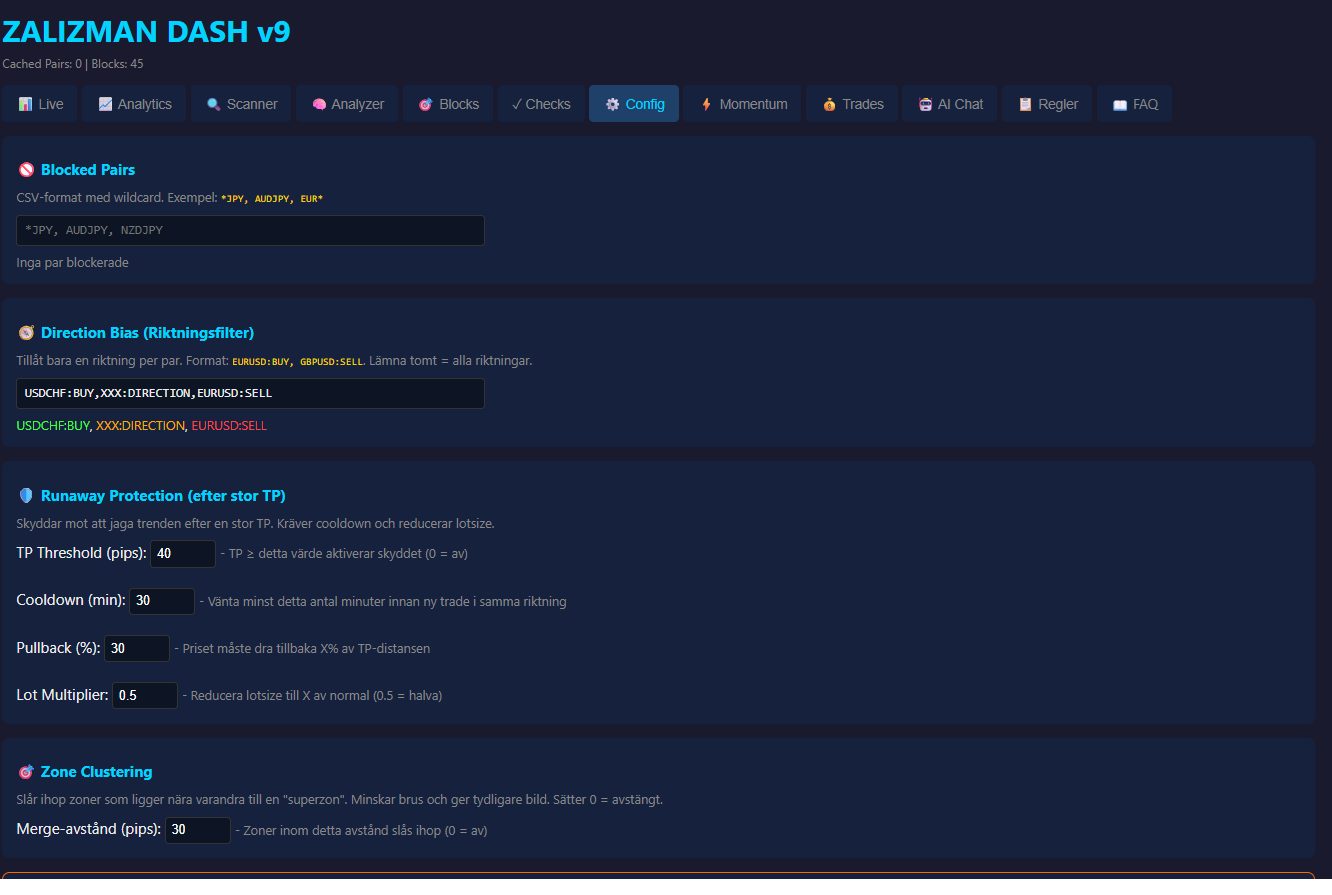 ZALIZMAN DASH v9
Cached Pairs: 0 | Blocks: 45
Live Analytics Scanner Analyzer Blocks ✓ Checks Config Momentum Trades AI Chat Regler FAQ
Blocked Pairs
CSV-format med wildcard. Exempel: *JPY, AUDJPY, EUR*
*JPY, AUDJPY, NZDJPY
Inga par blockerade
Direction Bias (Riktningsfilter)
Tillåt bara en riktning per par. Format: EURUSD:BUY, GBPUSD:SELL. Lämna tomt = alla riktningar.
USDCHF:BUY,XXX:DIRECTION,EURUSD:SELL
USDCHF:BUY, XXX:DIRECTION, EURUSD:SELL
Runaway Protection (efter stor TP)
Skyddar mot att jaga trenden efter en stor TP. Kräver cooldown och reducerar lotsize.
TP Threshold (pips): 40 - TP ≥ detta värde aktiverar skyddet (0 = av)
Cooldown (min): 30 - Vänta minst detta antal minuter innan ny trade i samma riktning
Pullback (%): 30 - Priset måste dra tillbaka X% av TP-distansen
Lot Multiplier: 0.5 - Reducera lotsize till X av normal (0.5 = halva)
Zone Clustering
Slår ihop zoner som ligger nära varandra till en "superzon". Minskar brus och ger tydligare bild. Sätter 0 = avstängt.
Merge-avstånd (pips): 30 - Zoner inom detta avstånd slås ihop (0 = av)